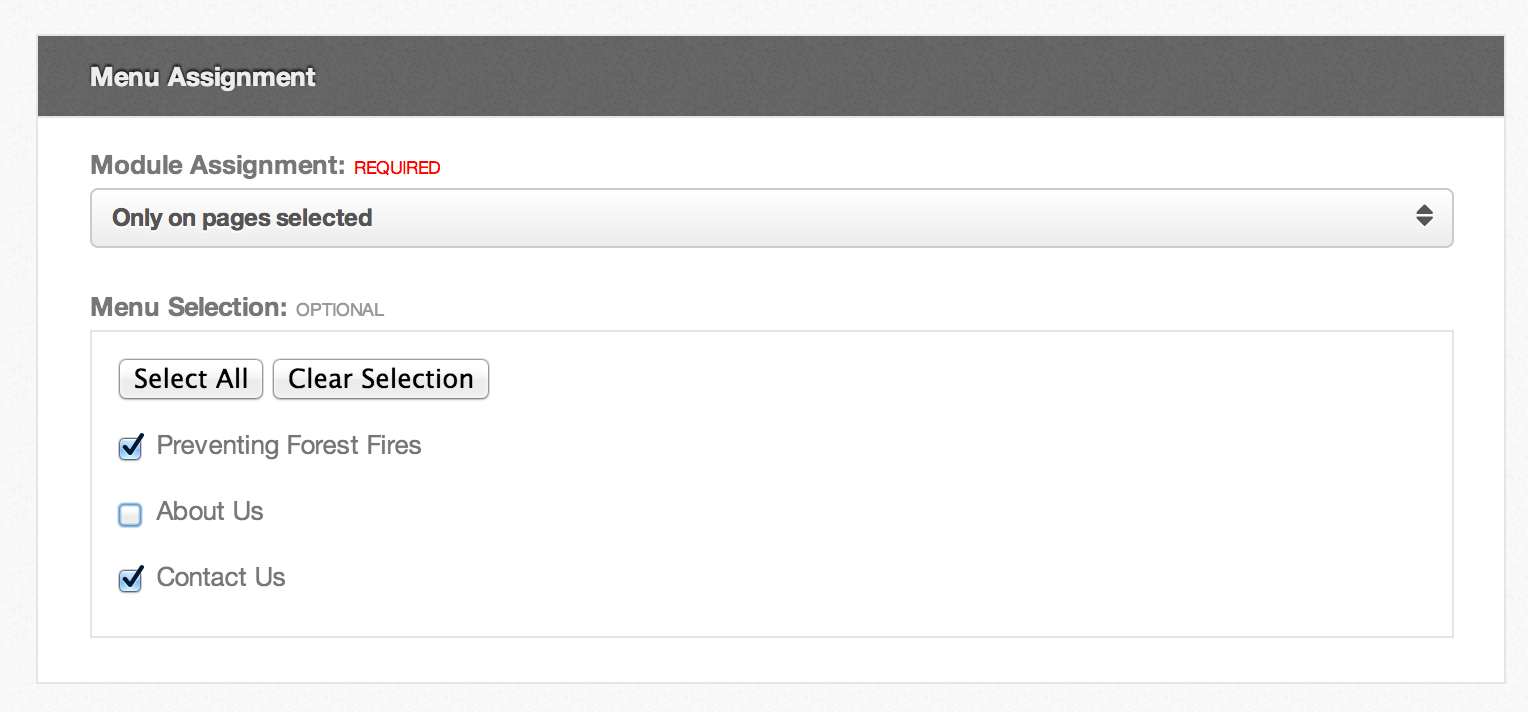 Menu Assignment
Module Assignment: REQUIRED
Only on pages selected
Menu Selection: OPTIONAL
Select All Clear Selection
Preventing Forest Fires
About Us
Contact Us